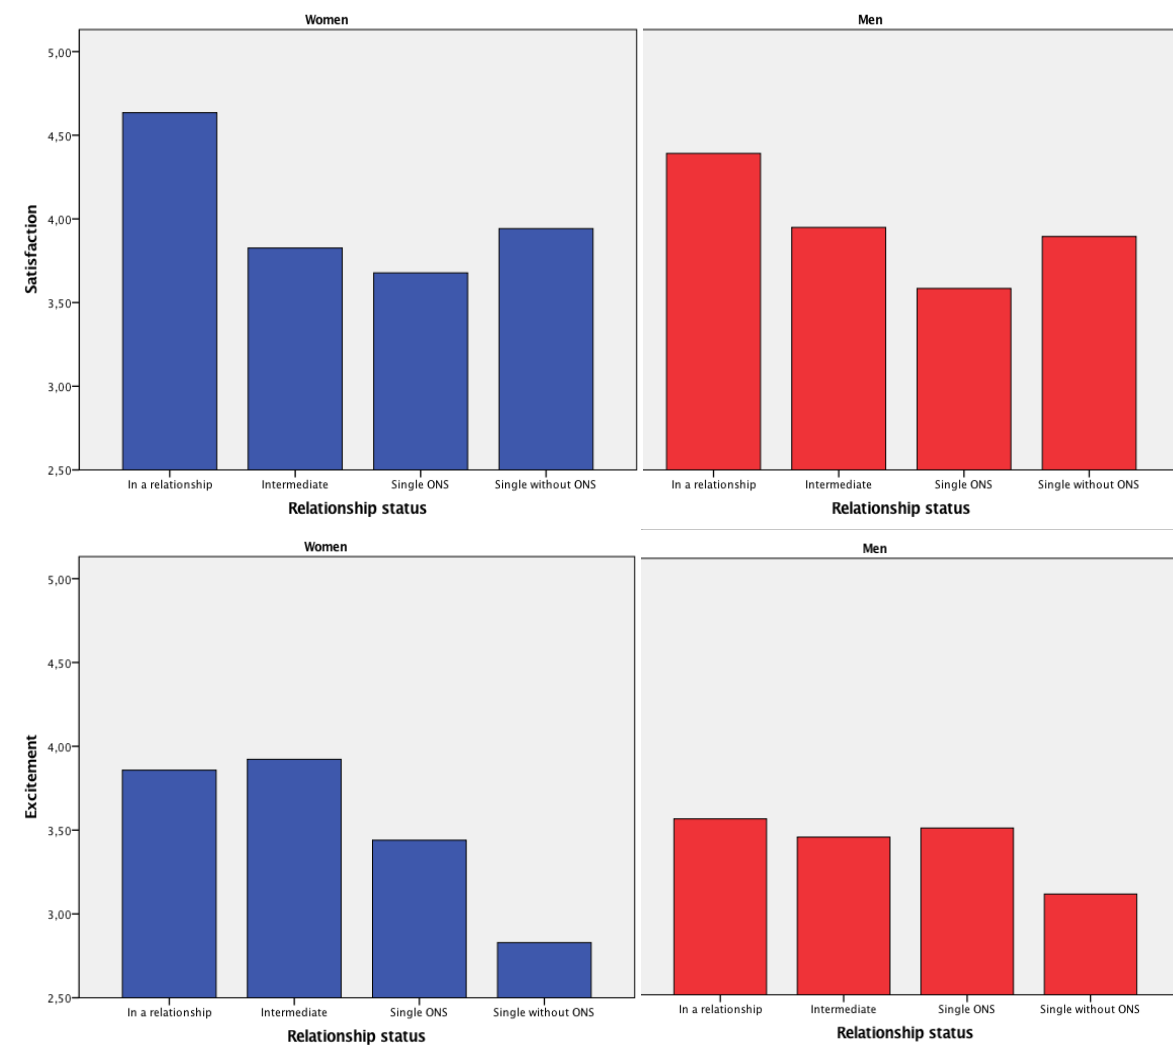 Women
Men
Satisfaction
5,00
4,50
4,00
3,50
3,00
2,50
In a relationship
Intermediate
Single ONS
Single without ONS
Relationship status
In a relationship
Intermediate
Single ONS
Single without ONS
Relationship status
Women
Men
Excitement
5,00
4,50
4,00
3,50
3,00
2,50
In a relationship
Intermediate
Single ONS
Single without ONS
Relationship status
In a relationship
Intermediate
Single ONS
Single without ONS
Relationship status